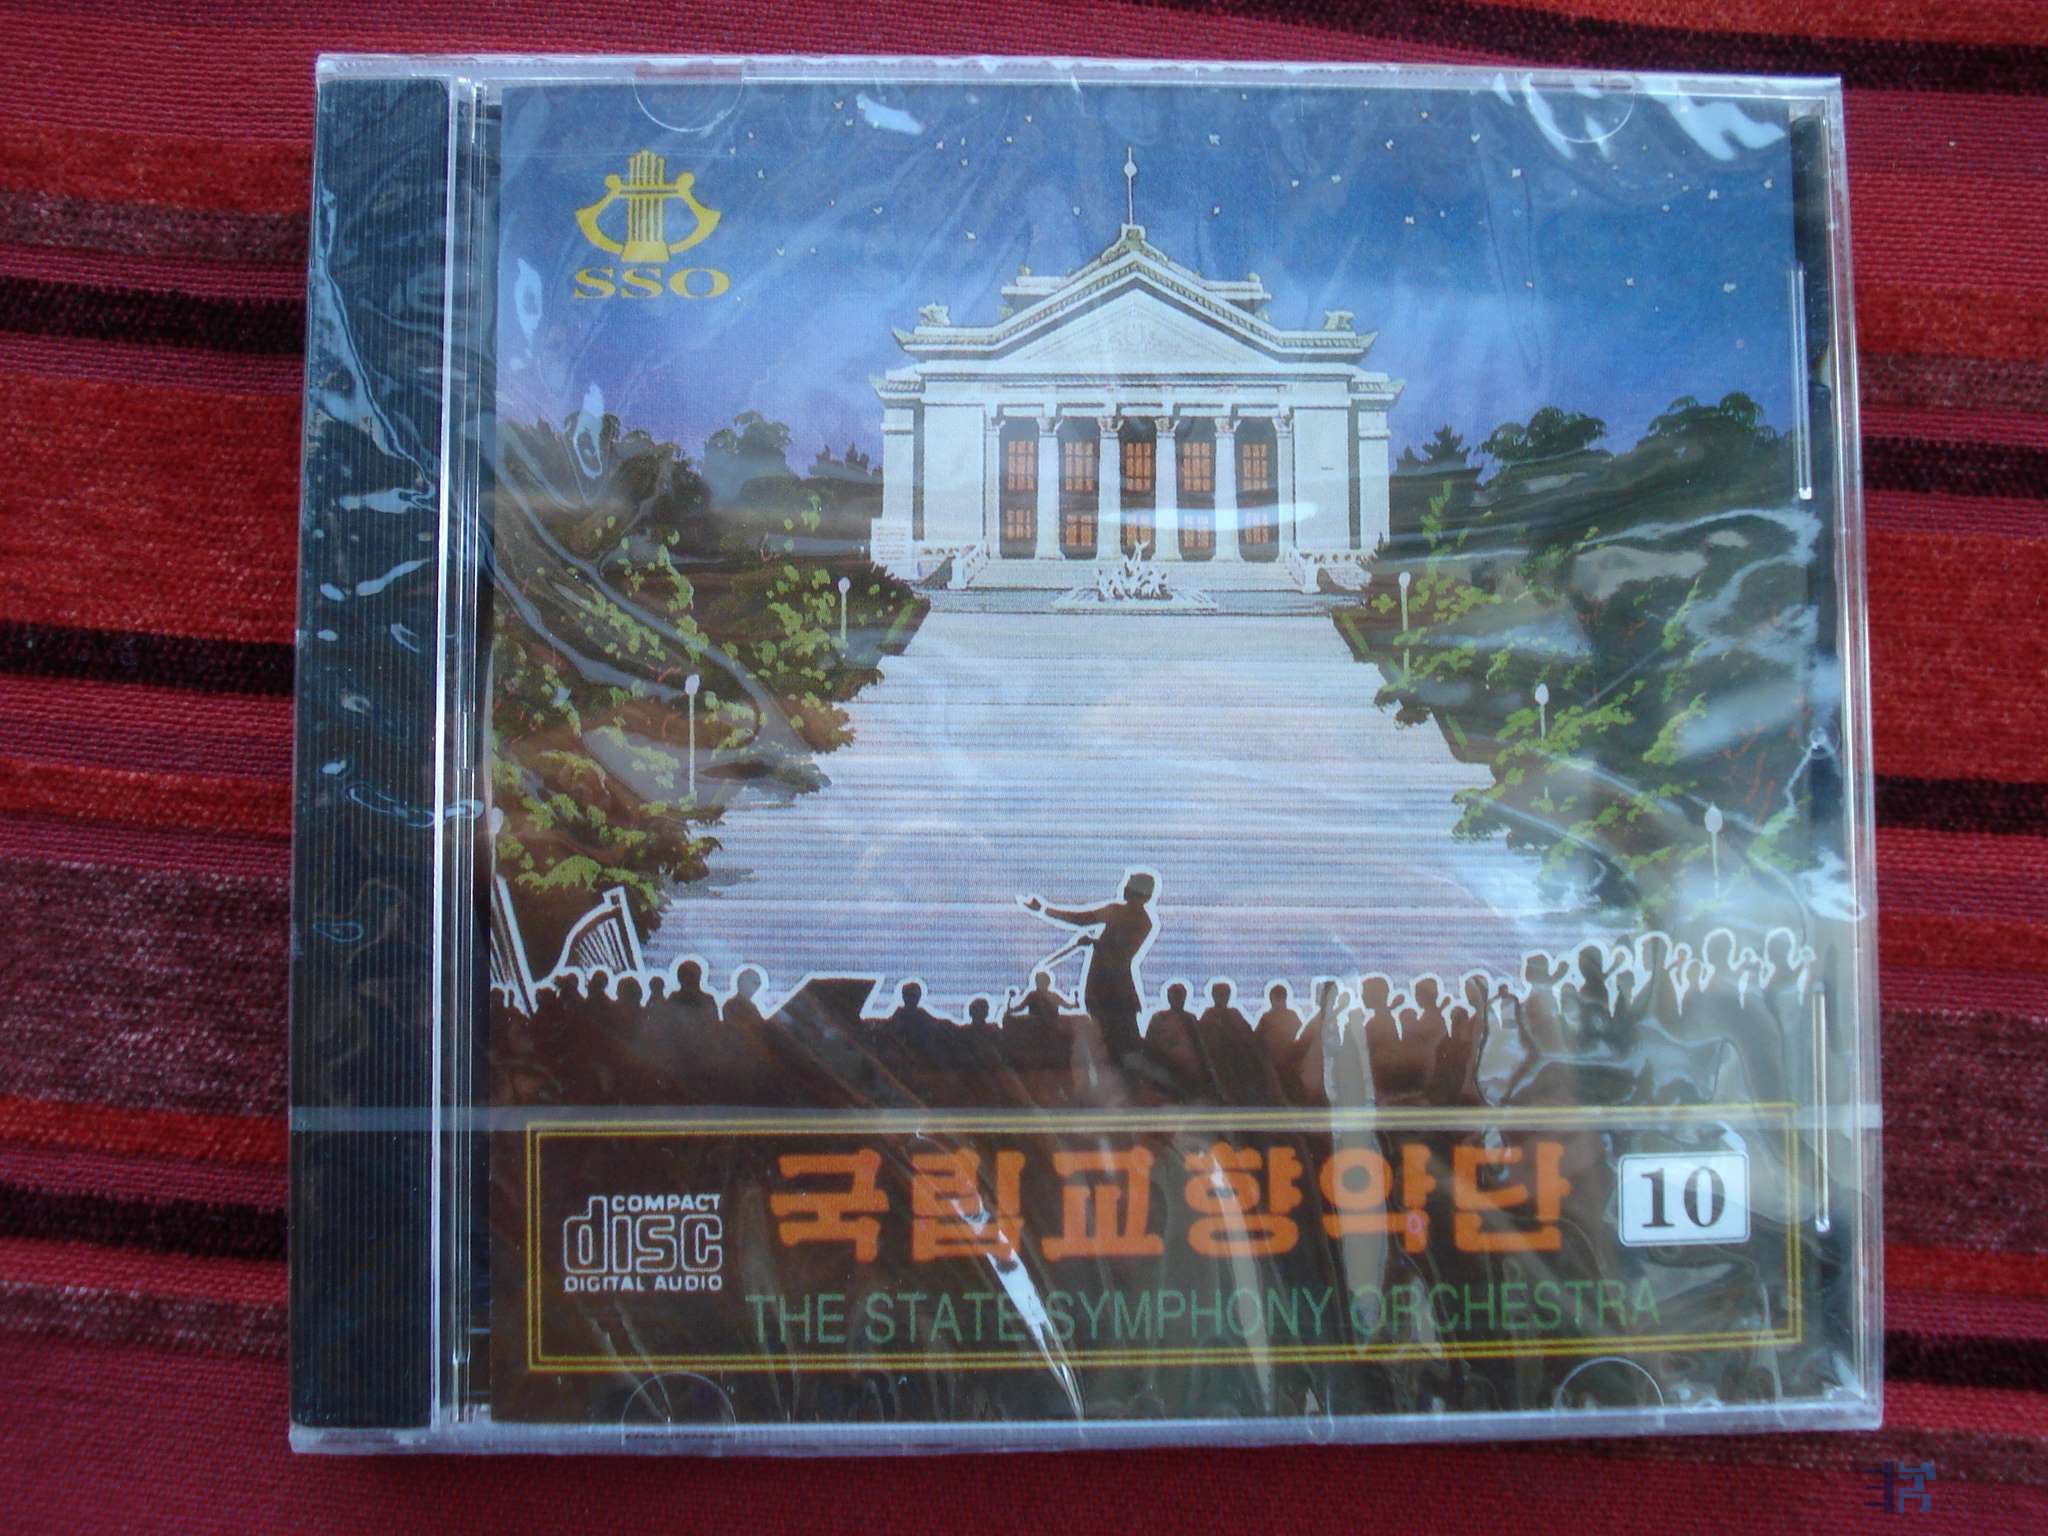 SSO
COMPACT
disc
DIGITAL AUDIO
국립교향악단
10
THE STATE SYMPHONY ORCHESTRA